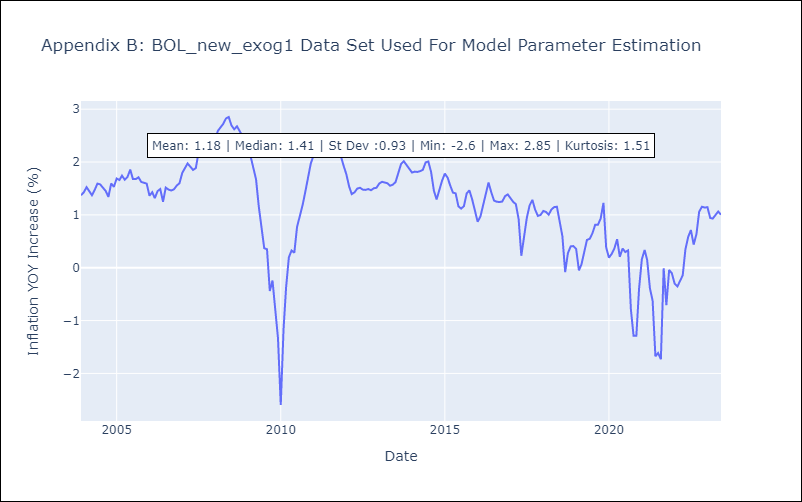 Appendix B: BOL_new_exog1 Data Set Used For Model Parameter Estimation
Mean: 1.18 | Median: 1.41 | St Dev :0.93 | Min: -2.6 | Max: 2.85 | Kurtosis: 1.51
Inflation YOY Increase (%)
3
2
1
0
−1
−2
2005
2010
2015
2020
Date